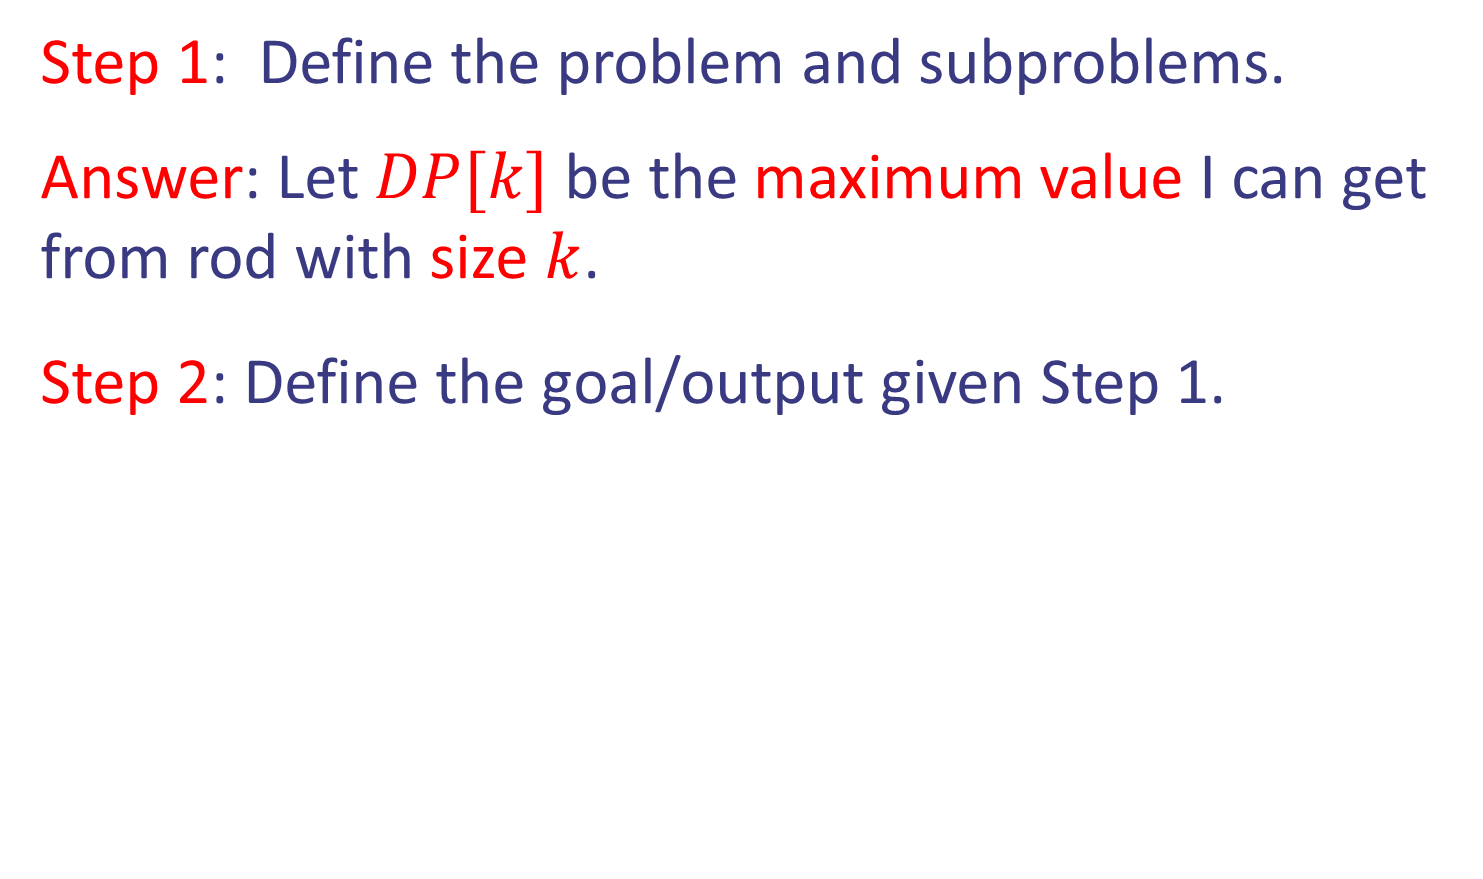 Step 1:  Define the problem and subproblems.
Answer: Let DP[k] be the maximum value I can get
from rod with size k.
Step 2: Define the goal/output given Step 1.